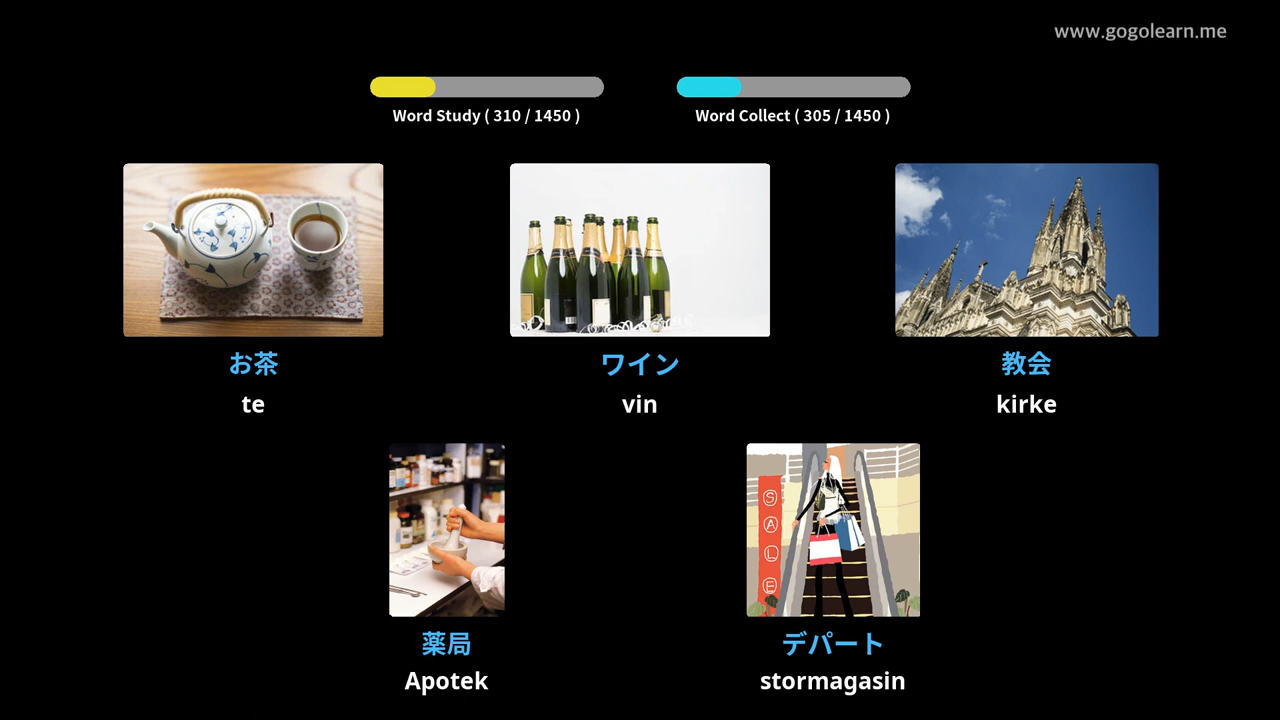 www.gogolearn.me
Word Study ( 310 / 1450 )
Word Collect ( 305 / 1450 )
お茶
te
ワイン
vin
教会
kirke
SALE
薬局
Apotek
デパート
stormagasin